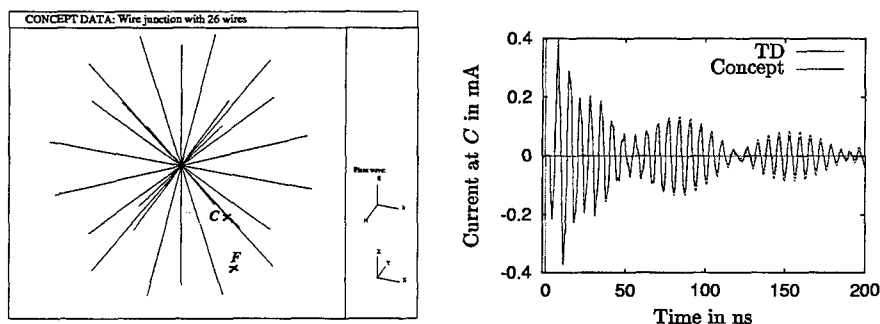 CONCEPT DATA: Wire junction with 26 wires
Plane wave:
C
F
X
Y
X
0.4
0.2
0
-0.2
-0.4
TD
Concept
Current at C in mA
0
50
100
150
200
Time in ns